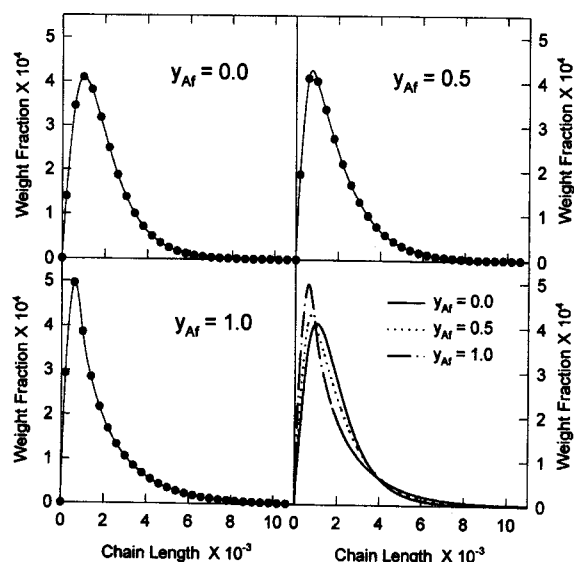 5
4
3
2
1
0
Weight Fraction X 10⁴
y_Af = 0.0
y_Af = 0.5
5
4
3
2
1
0
Weight Fraction X 10⁴
5
4
3
2
1
0
Weight Fraction X 10⁴
y_Af = 1.0
y_Af = 0.0
y_Af = 0.5
y_Af = 1.0
5
4
3
2
1
0
Weight Fraction X 10⁴
0 2 4 6 8 10
0 2 4 6 8 10
Chain Length X 10⁻³
Chain Length X 10⁻³